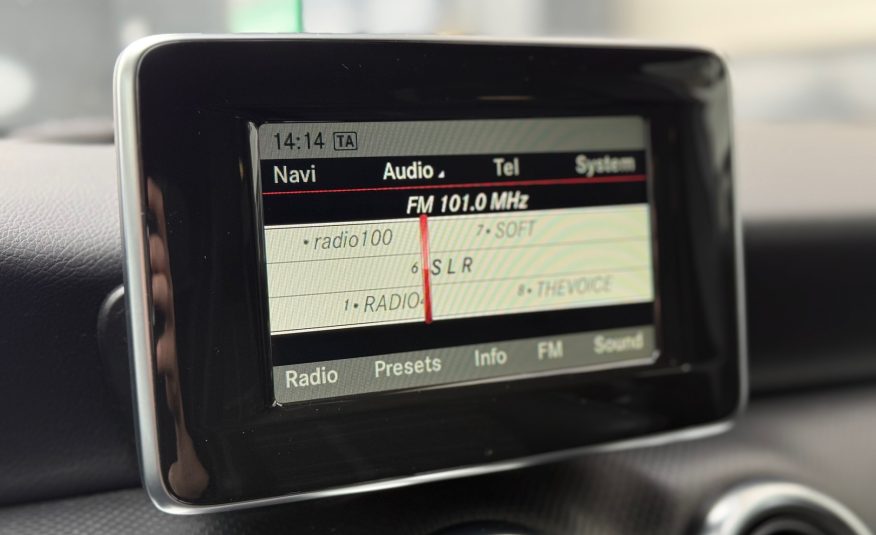 14:14 TA
Navi Audio Tel System
FM 101.0 MHz
• radio100 7• SOFT
6 S L R
1• RADIO4 8• THEVOICE
Radio Presets Info FM Sound